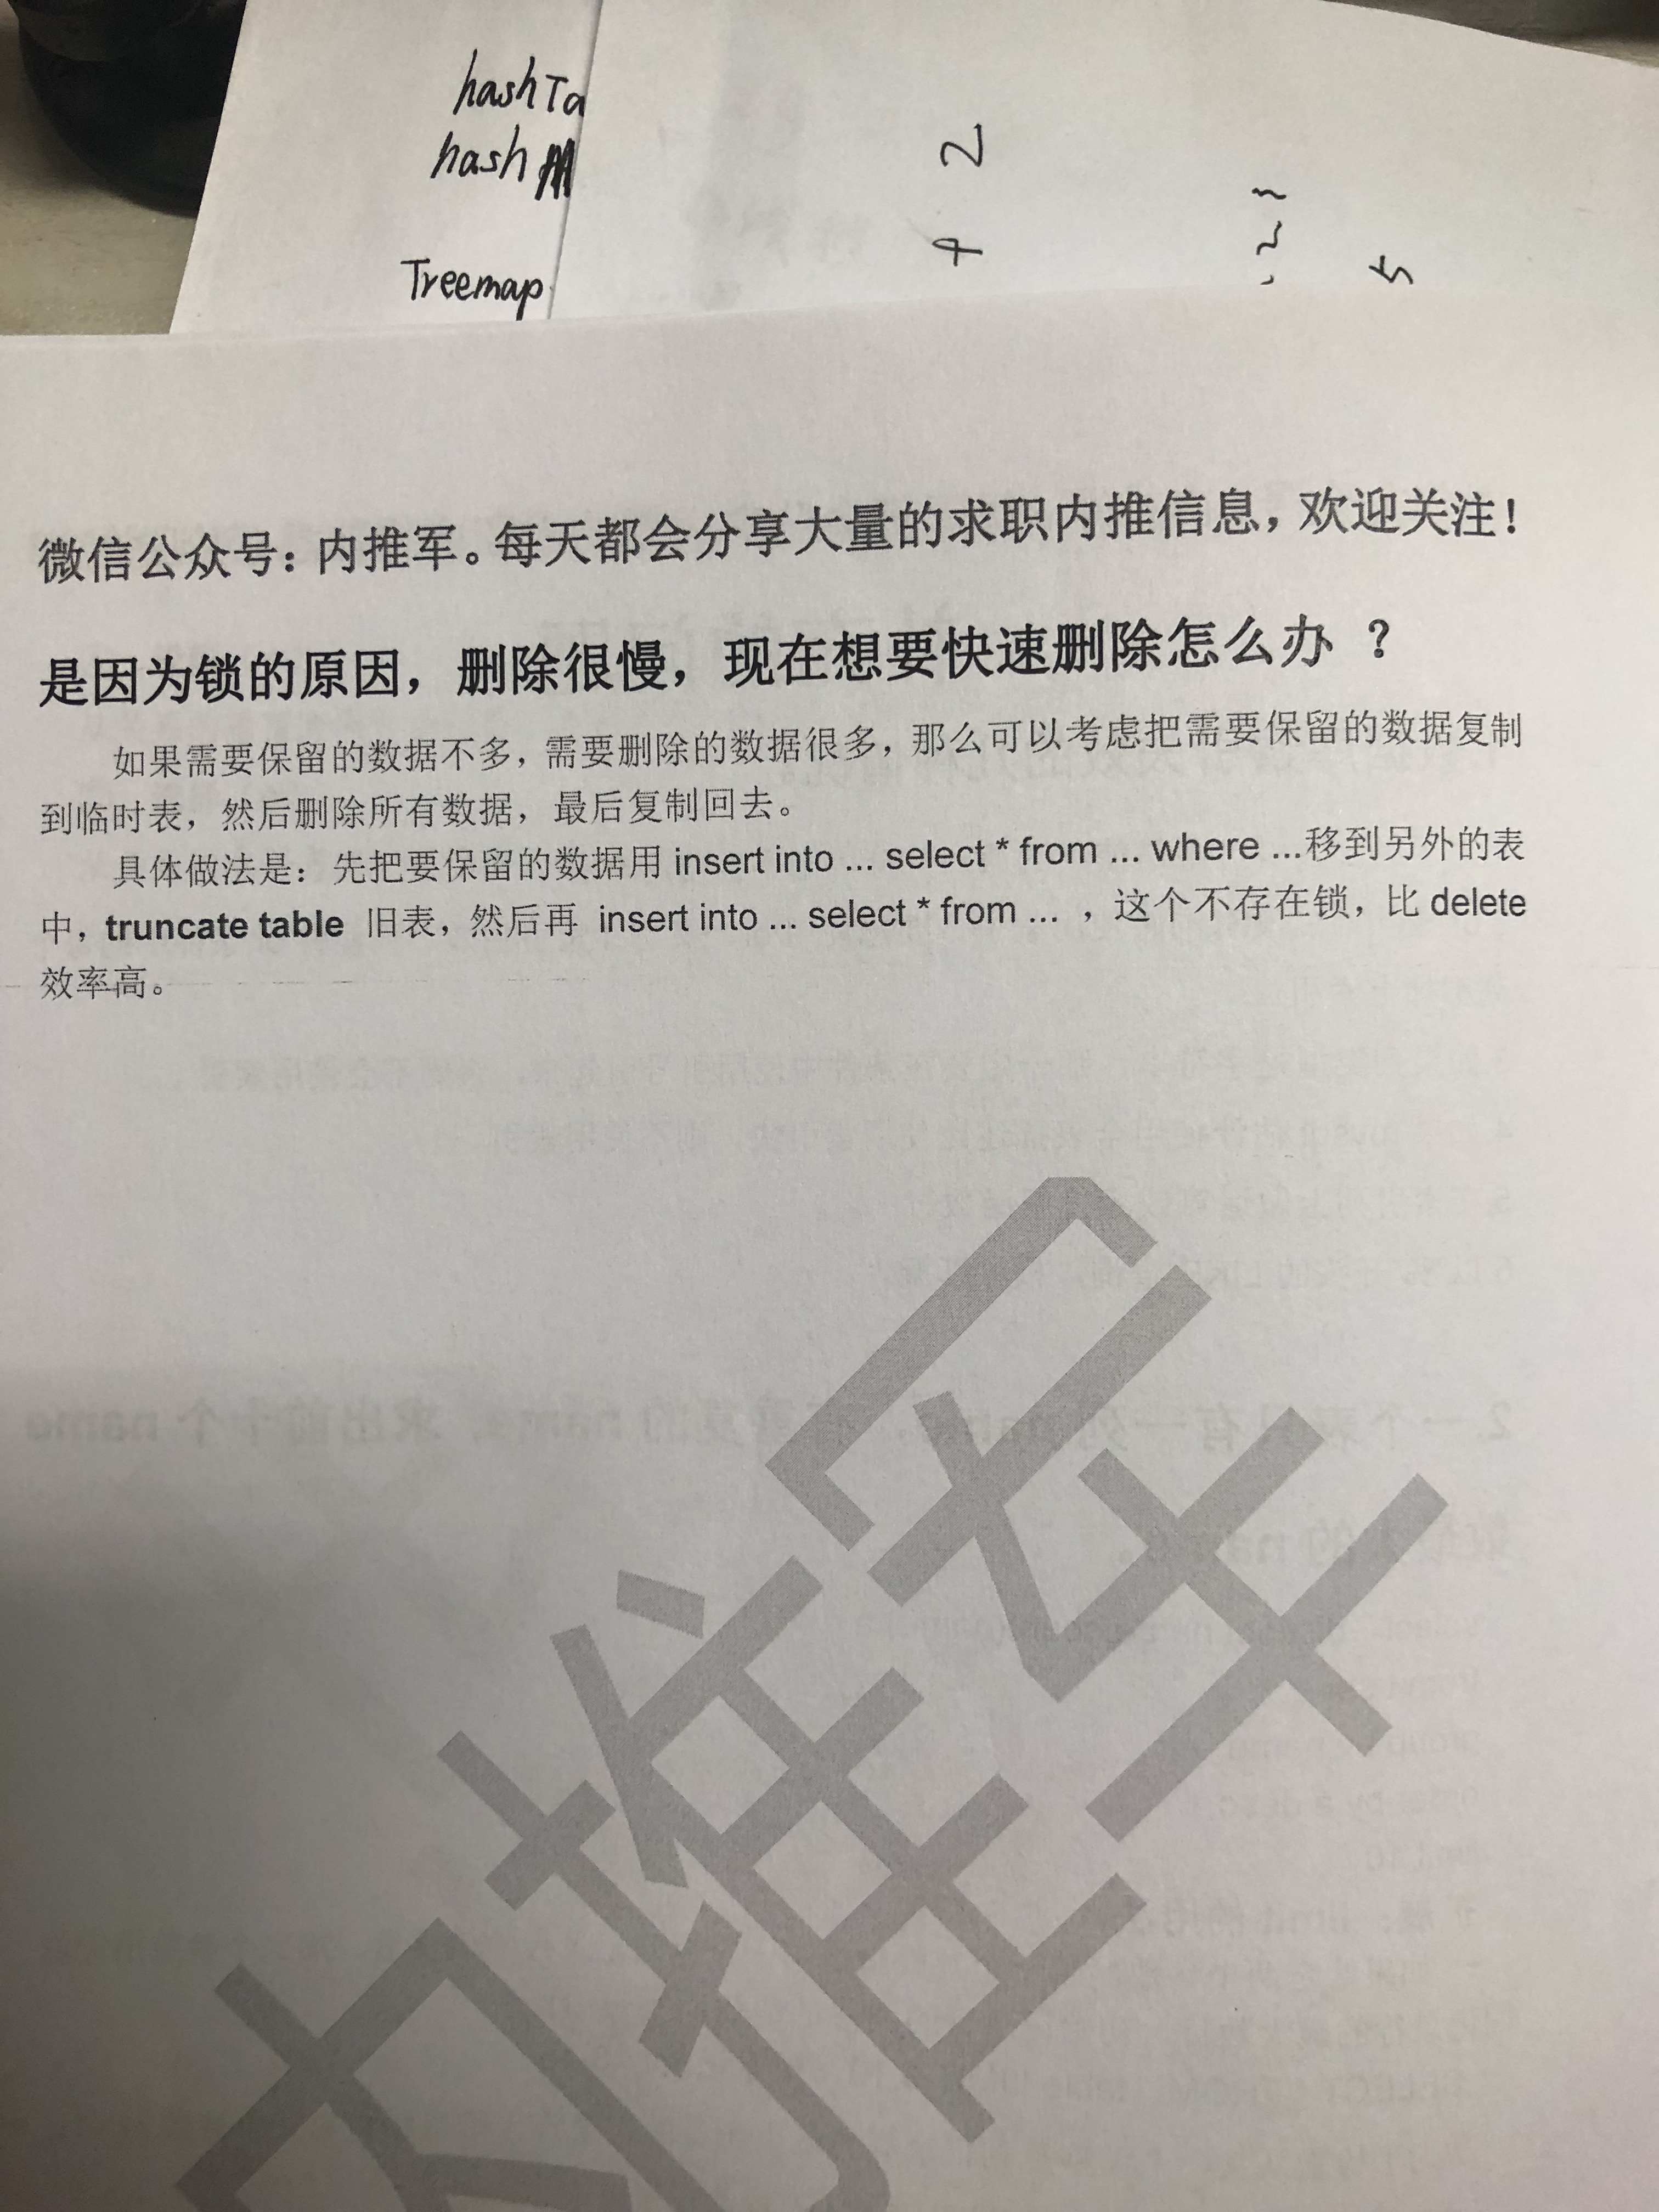 hashTa
hash M
Treemap
2
4
5
微信公众号：内推军。每天都会分享大量的求职内推信息，欢迎关注！
是因为锁的原因，删除很慢，现在想要快速删除怎么办 ？
如果需要保留的数据不多，需要删除的数据很多，那么可以考虑把需要保留的数据复制
到临时表，然后删除所有数据，最后复制回去。
具体做法是：先把要保留的数据用 insert into ... select * from ... where ...移到另外的表
中，truncate table 旧表，然后再 insert into ... select * from ... ，这个不存在锁，比 delete
效率高。
内推军